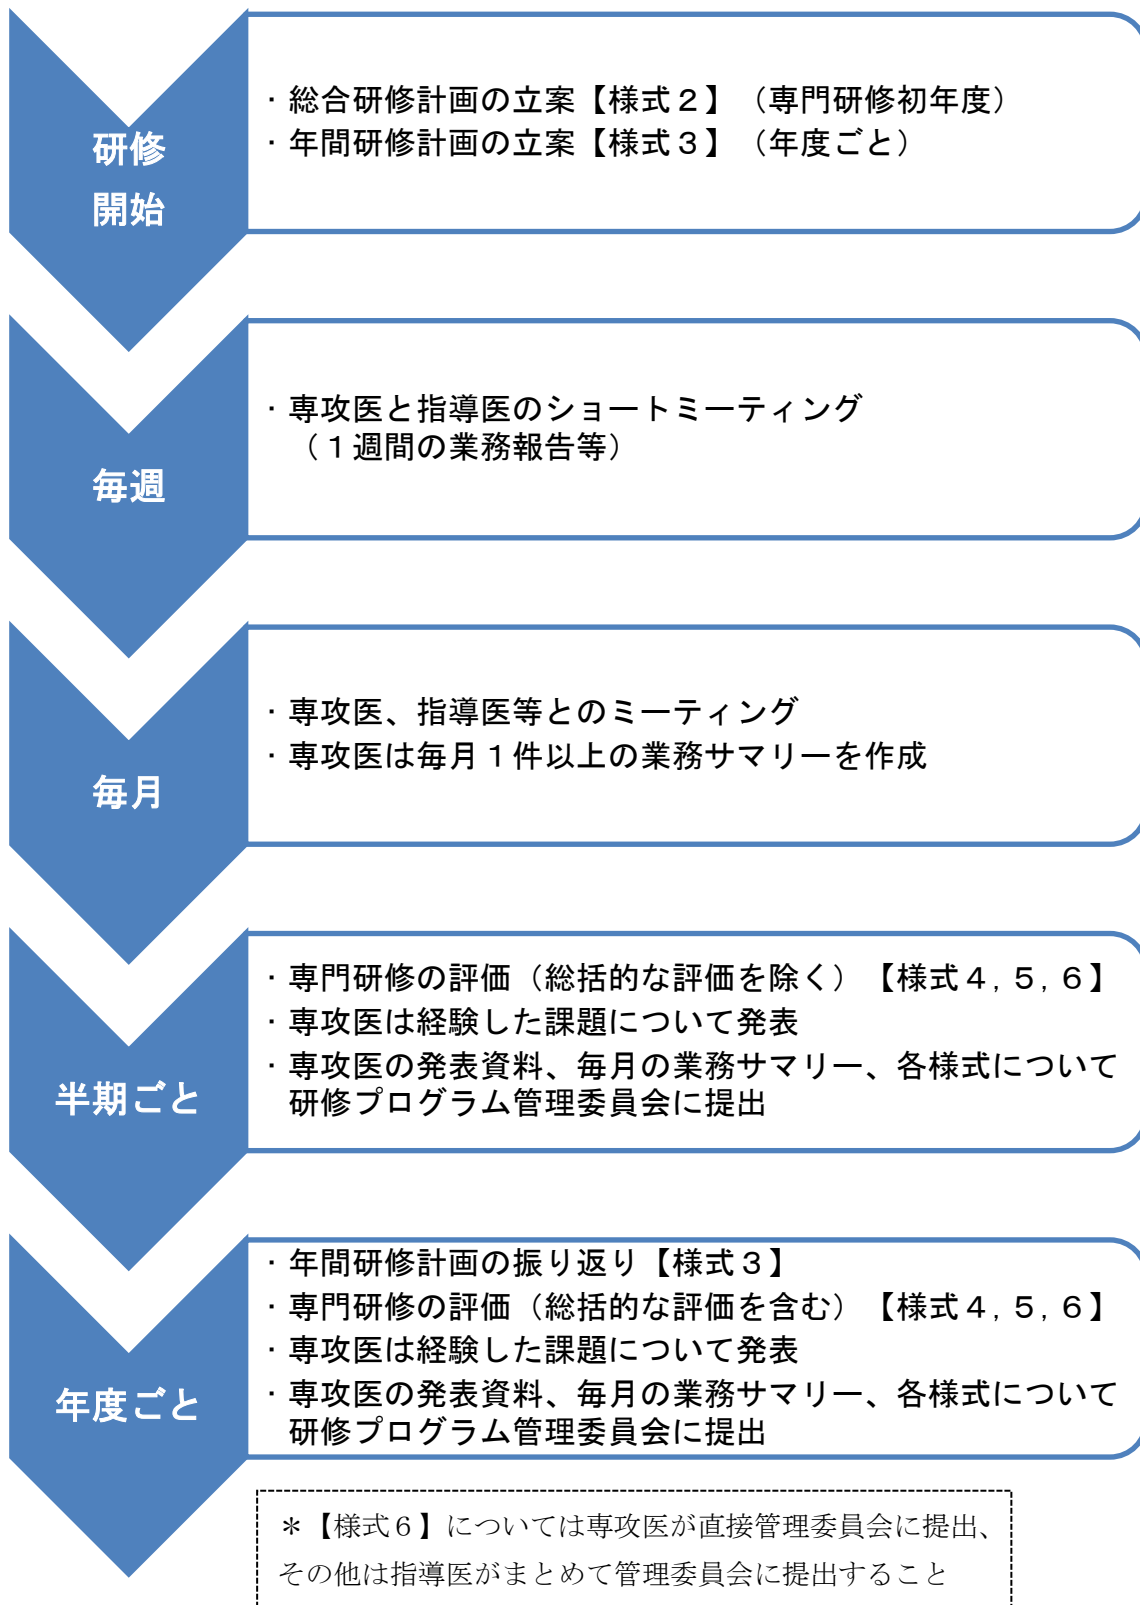 研修
開始
・総合研修計画の立案【様式２】（専門研修初年度）
・年間研修計画の立案【様式３】（年度ごと）
毎週
・専攻医と指導医のショートミーティング
（１週間の業務報告等）
毎月
・専攻医、指導医等とのミーティング
・専攻医は毎月１件以上の業務サマリーを作成
半期ごと
・専門研修の評価（総括的な評価を除く）【様式４，５，６】
・専攻医は経験した課題について発表
・専攻医の発表資料、毎月の業務サマリー、各様式について
研修プログラム管理委員会に提出
年度ごと
・年間研修計画の振り返り【様式３】
・専門研修の評価（総括的な評価を含む）【様式４，５，６】
・専攻医は経験した課題について発表
・専攻医の発表資料、毎月の業務サマリー、各様式について
研修プログラム管理委員会に提出
＊【様式６】については専攻医が直接管理委員会に提出、
その他は指導医がまとめて管理委員会に提出すること